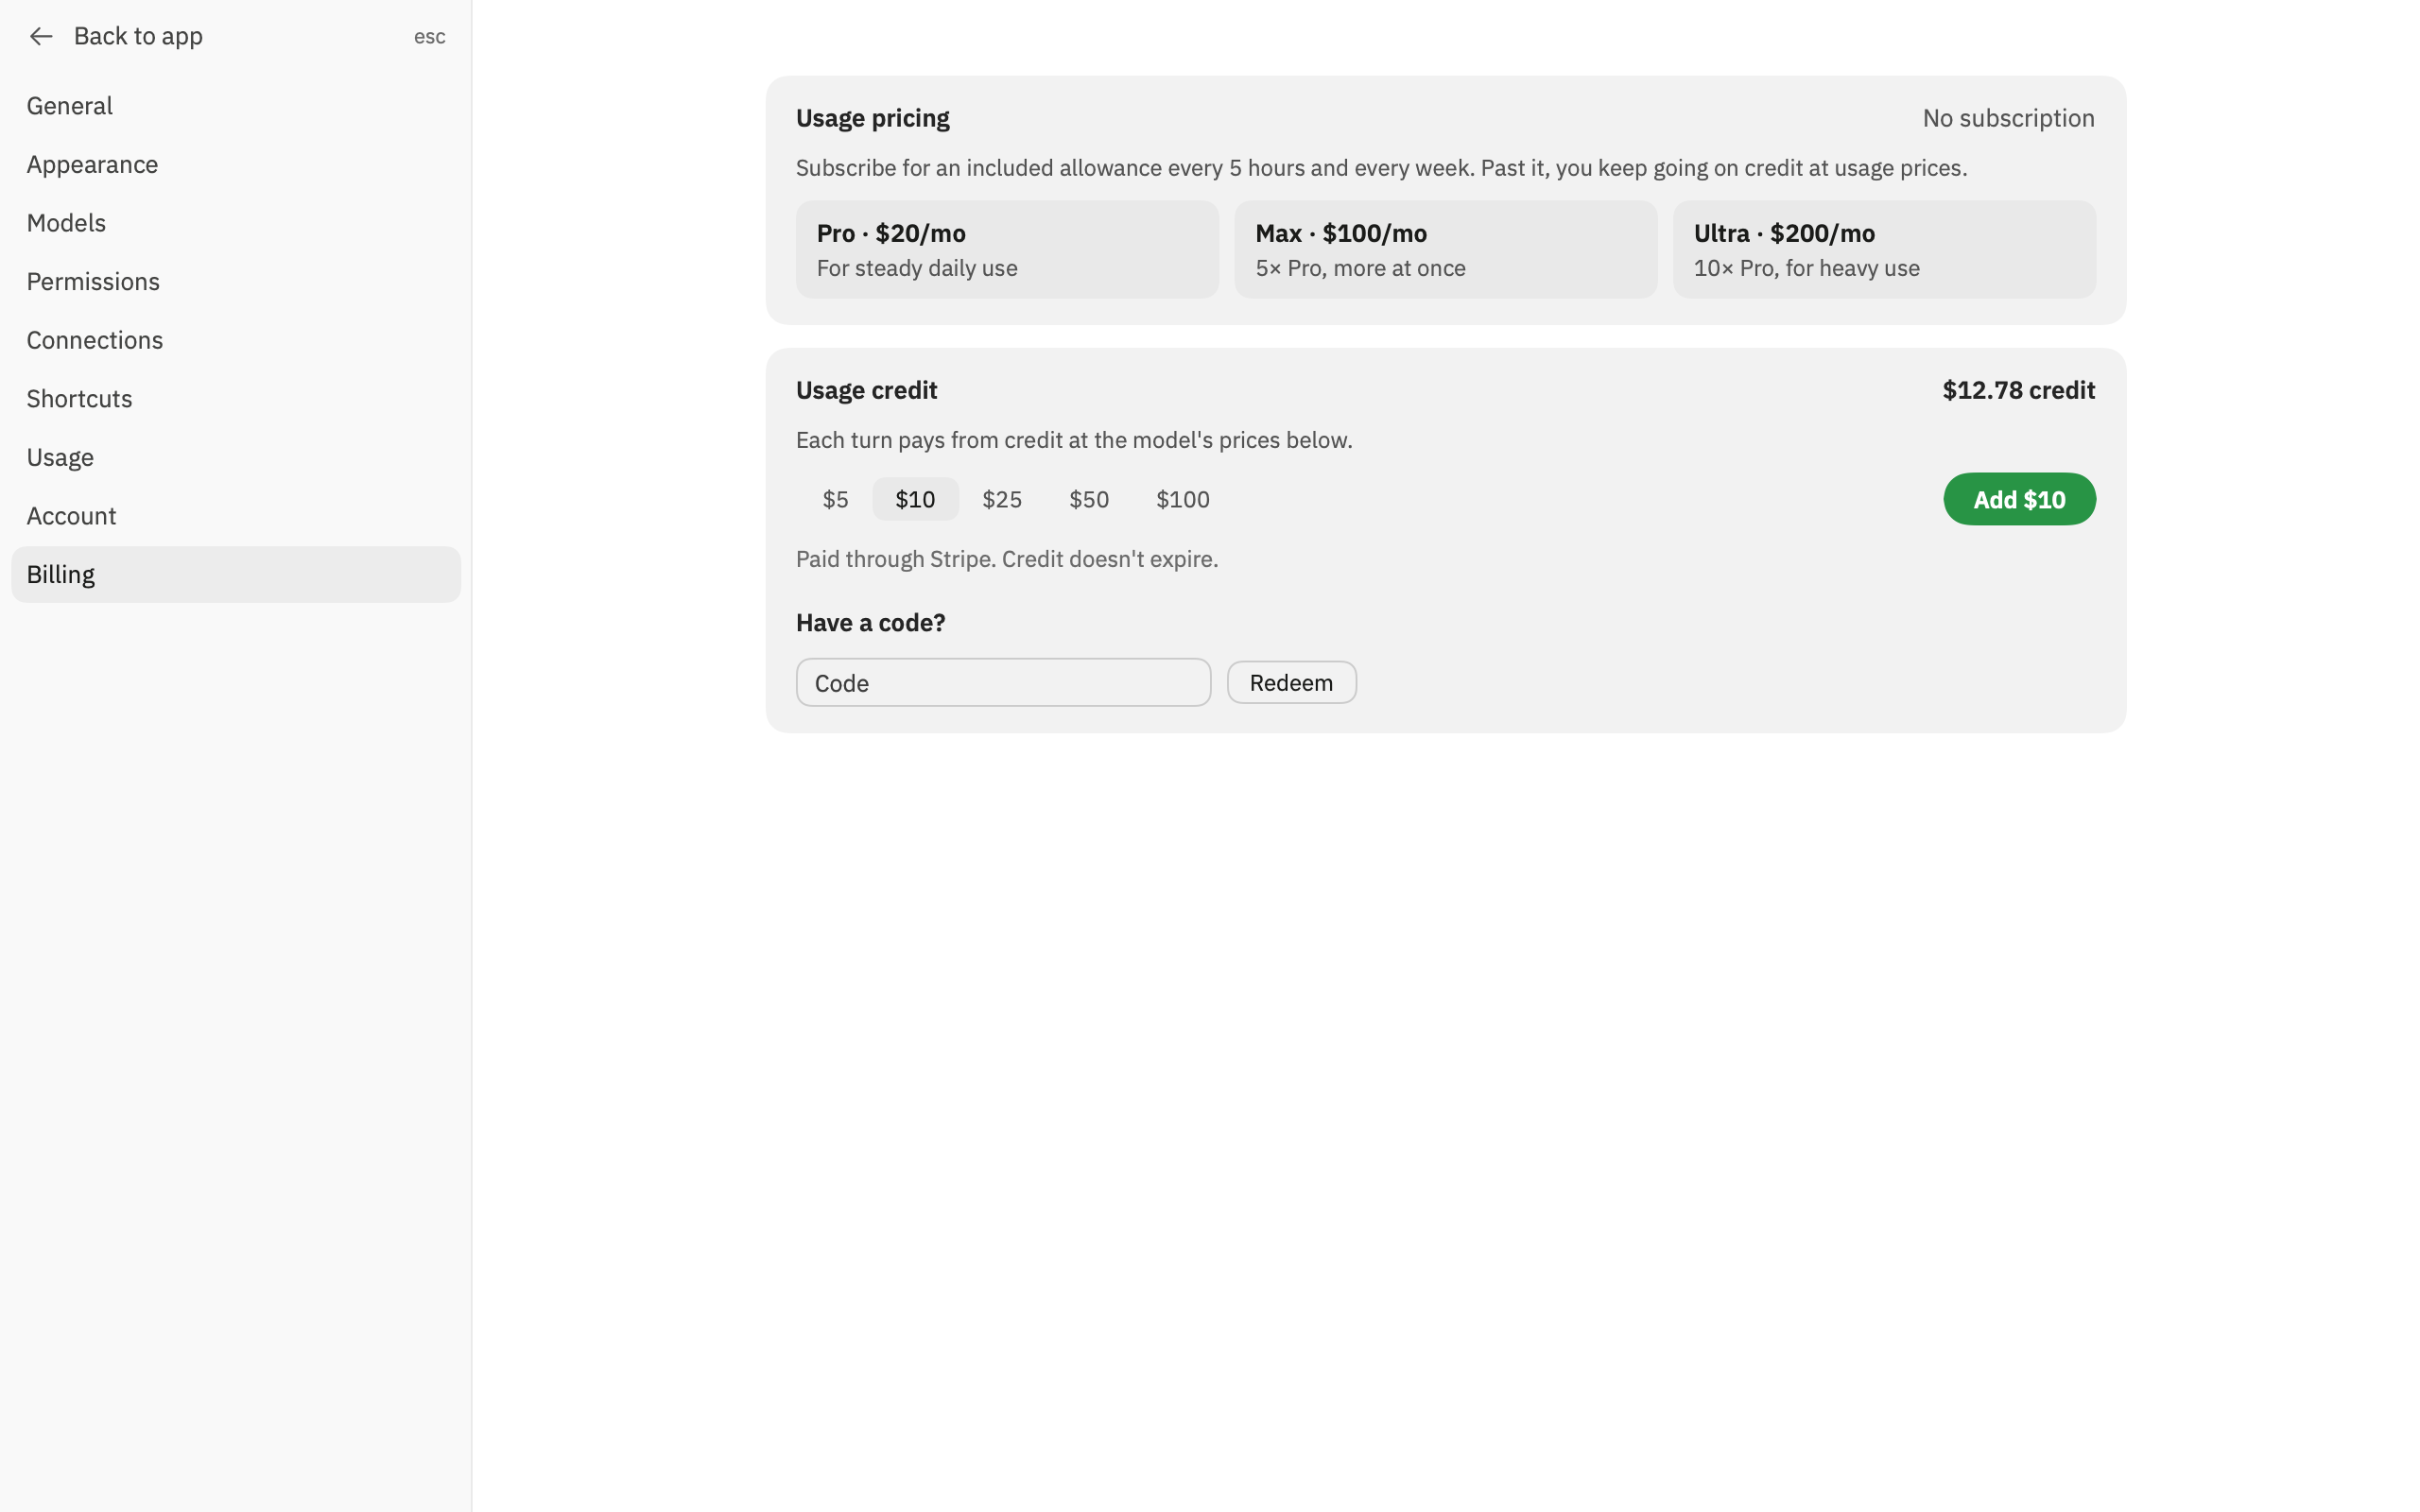 Back to app
esc
General
Appearance
Models
Permissions
Connections
Shortcuts
Usage
Account
Billing
Usage pricing
No subscription
Subscribe for an included allowance every 5 hours and every week. Past it, you keep going on credit at usage prices.
Pro · $20/mo
For steady daily use
Max · $100/mo
5× Pro, more at once
Ultra · $200/mo
10× Pro, for heavy use
Usage credit
$12.78 credit
Each turn pays from credit at the model's prices below.
$5
$10
$25
$50
$100
Add $10
Paid through Stripe. Credit doesn't expire.
Have a code?
Code
Redeem